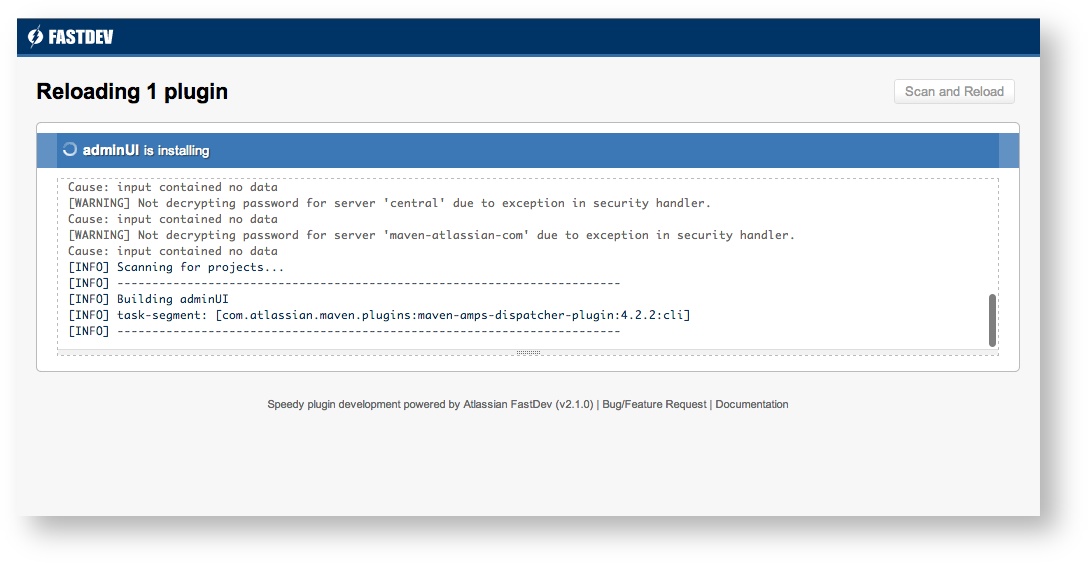 FASTDEV
Reloading 1 plugin
Scan and Reload
adminUI is installing
Cause: input contained no data
[WARNING] Not decrypting password for server 'central' due to exception in security handler.
Cause: input contained no data
[WARNING] Not decrypting password for server 'maven-atlassian-com' due to exception in security handler.
Cause: input contained no data
[INFO] Scanning for projects...
[INFO] ------------------------------------------------------------------------
[INFO] Building adminUI
[INFO] task-segment: [com.atlassian.maven.plugins:maven-amps-dispatcher-plugin:4.2.2:cli]
[INFO] ------------------------------------------------------------------------
Speedy plugin development powered by Atlassian FastDev (v2.1.0) | Bug/Feature Request | Documentation